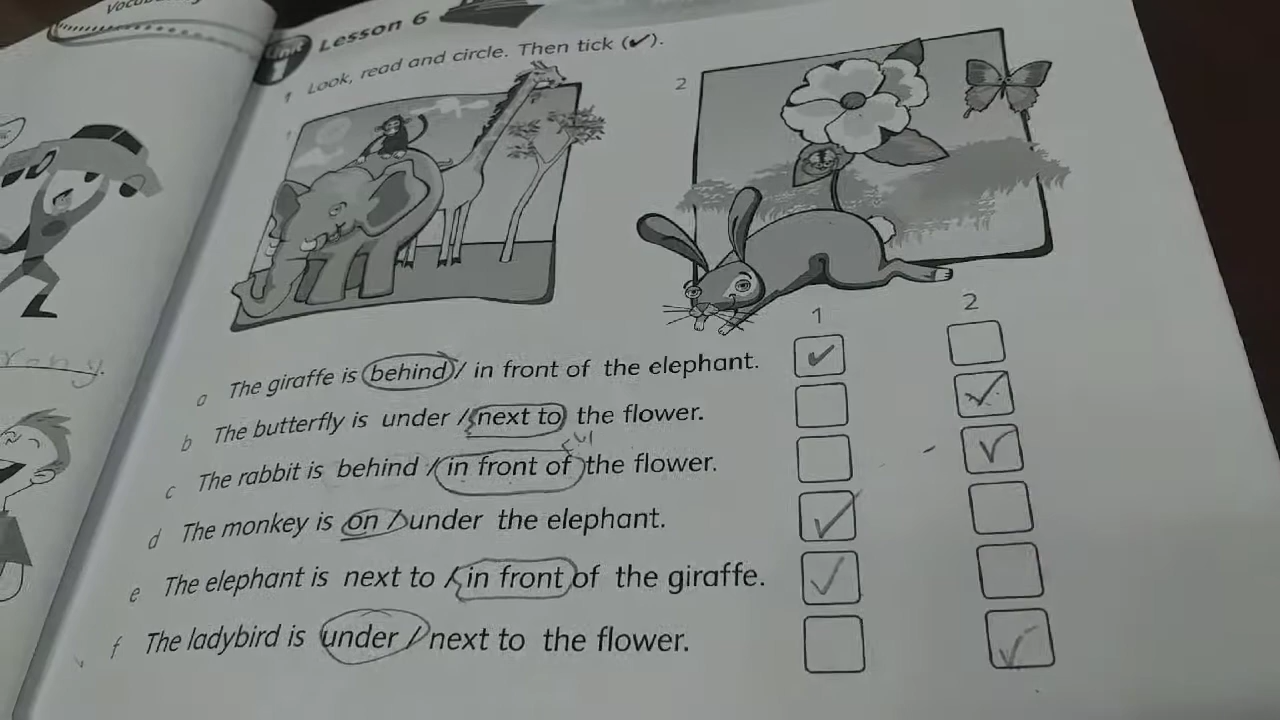 Lesson 6
1 Look, read and circle. Then tick (✔).
2
1 2
a The giraffe is behind / in front of the elephant.
b The butterfly is under / next to the flower.
c The rabbit is behind / in front of the flower.
d The monkey is on / under the elephant.
e The elephant is next to / in front of the giraffe.
f The ladybird is under / next to the flower.